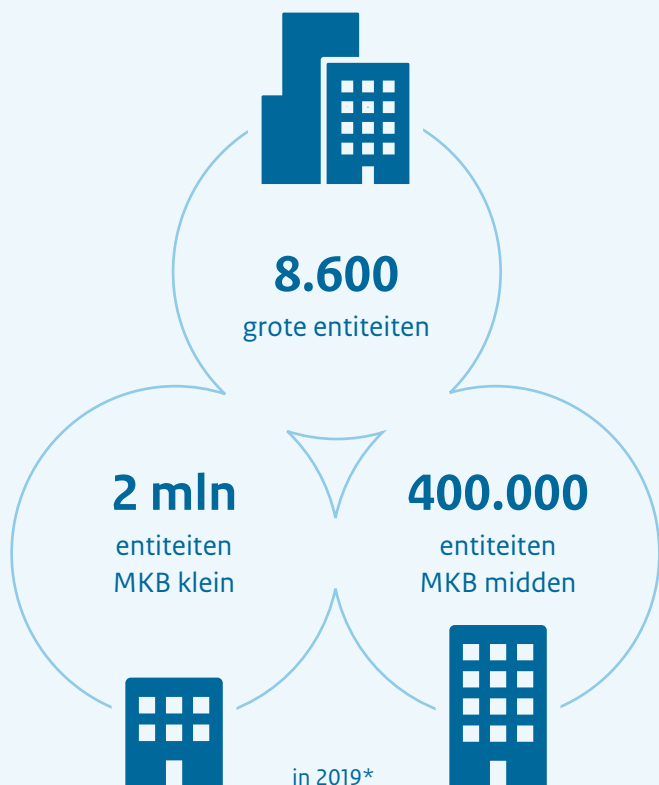 8.600
grote entiteiten
2 mln
entiteiten
MKB klein
400.000
entiteiten
MKB midden
in 2019*